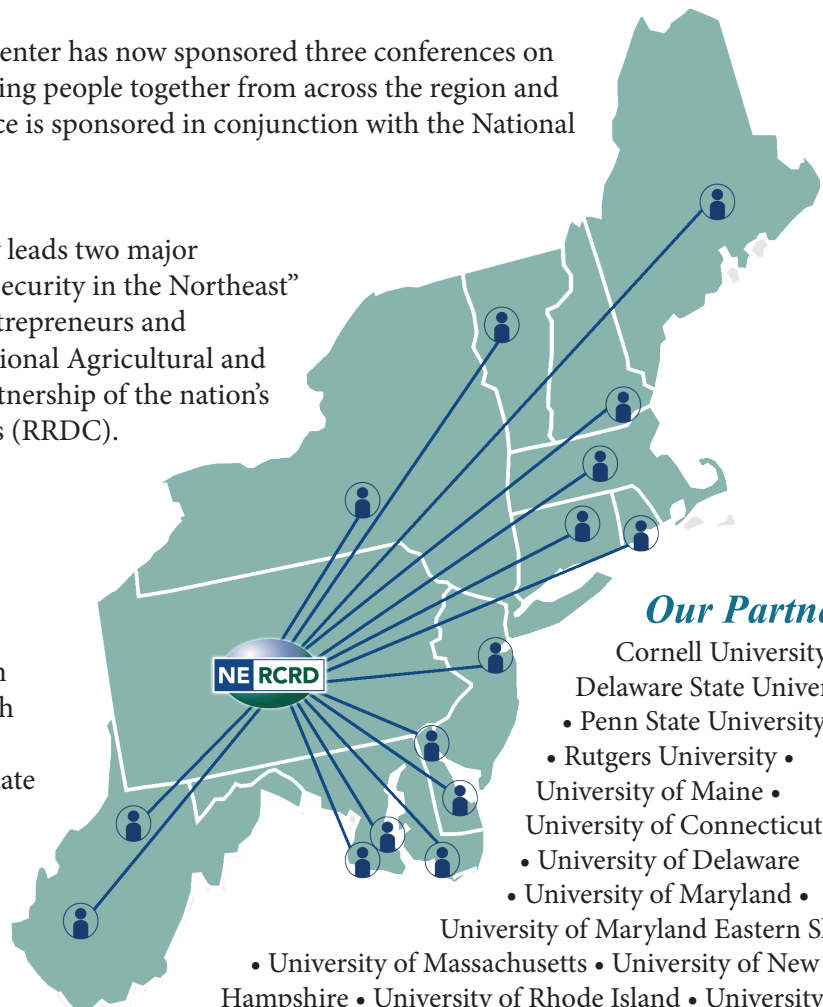 enter has now sponsored three conferences on
ing people together from across the region and
ce is sponsored in conjunction with the National
leads two major
ecurity in the Northeast”
trepreneurs and
ional Agricultural and
tnership of the nation’s
s (RRDC).
n
h
ate
NE RCRD
Our Partne
Cornell University
Delaware State Univer
• Penn State University
• Rutgers University •
University of Maine •
University of Connecticut
• University of Delaware
• University of Maryland •
University of Maryland Eastern Sh
• University of Massachusetts • University of New
Hampshire • University of Rhode Island • University